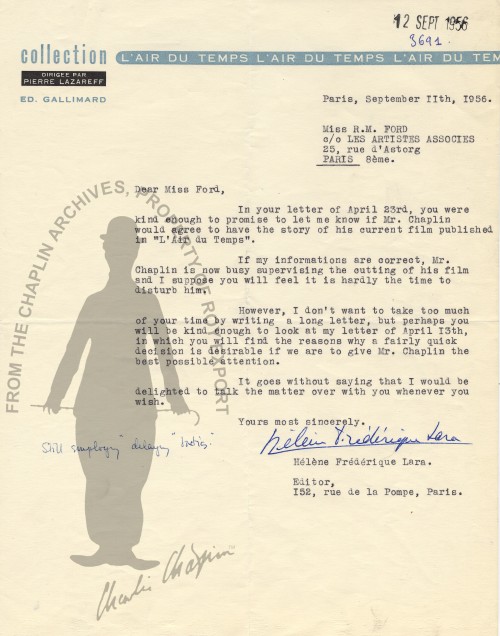 12 SEPT 1956
3691.
collection
L'AIR DU TEMPS L'AIR DU TEMPS L'AIR DU TEMPS L'AIR DU TEM
DIRIGÉE PAR
PIERRE LAZAREFF
ED. GALLIMARD
Paris, September IIth, I956.
Miss R.M. FORD
c/o LES ARTISTES ASSOCIES
25, rue d'Astorg
PARIS 8ème.
Dear Miss Ford,
In your letter of April 23rd, you were
kind enough to promise to let me know if Mr. Chaplin
would agree to have the story of his current film published
in "L'Air du Temps".
If my informations are correct, Mr.
Chaplin is now busy supervising the cutting of his film
and I suppose you will feel it is hardly the time to
disturb him.
However, I don't want to take too much
of your time by writing a long letter, but perhaps you
will be kind enough to look at my letter of April I3th,
in which you will find the reasons why a fairly quick
decision is desirable if we are to give Mr. Chaplin the
best possible attention.
It goes without saying that I would be
delighted to talk the matter over with you whenever you
wish.
Yours most sincerely.
Hélène Frédérique Lara
Still employing "delaying" tactics!
Hélène Frédérique Lara.
Editor,
I52, rue de la Pompe, Paris.
FROM THE CHAPLIN ARCHIVES, PROPERTY OF ROY EXPORT
Charlie Chaplin